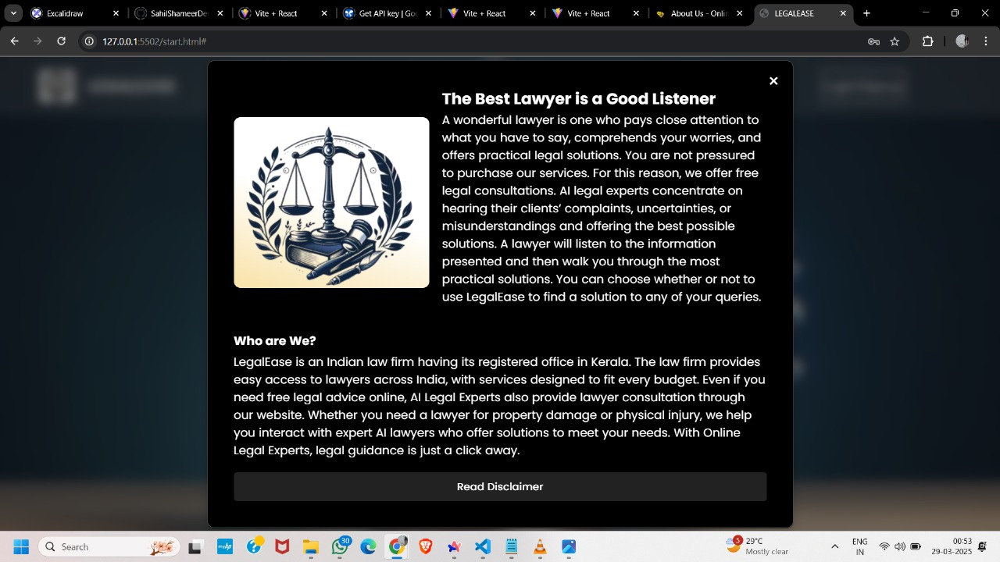 Excalidraw
SahilShameerDe
Vite + React
Get API key | Goo
Vite + React
Vite + React
About Us - Onlin
LEGALEASE
127.0.0.1:5502/start.html#
The Best Lawyer is a Good Listener
A wonderful lawyer is one who pays close attention to
what you have to say, comprehends your worries, and
offers practical legal solutions. You are not pressured
to purchase our services. For this reason, we offer free
legal consultations. AI legal experts concentrate on
hearing their clients’ complaints, uncertainties, or
misunderstandings and offering the best possible
solutions. A lawyer will listen to the information
presented and then walk you through the most
practical solutions. You can choose whether or not to
use LegalEase to find a solution to any of your queries.
Who are We?
LegalEase is an Indian law firm having its registered office in Kerala. The law firm provides
easy access to lawyers across India, with services designed to fit every budget. Even if you
need free legal advice online, AI Legal Experts also provide lawyer consultation through
our website. Whether you need a lawyer for property damage or physical injury, we help
you interact with expert AI lawyers who offer solutions to meet your needs. With Online
Legal Experts, legal guidance is just a click away.
Read Disclaimer
Search
myhp
30
5
29°C
Mostly clear
ENG
IN
00:53
29-03-2025